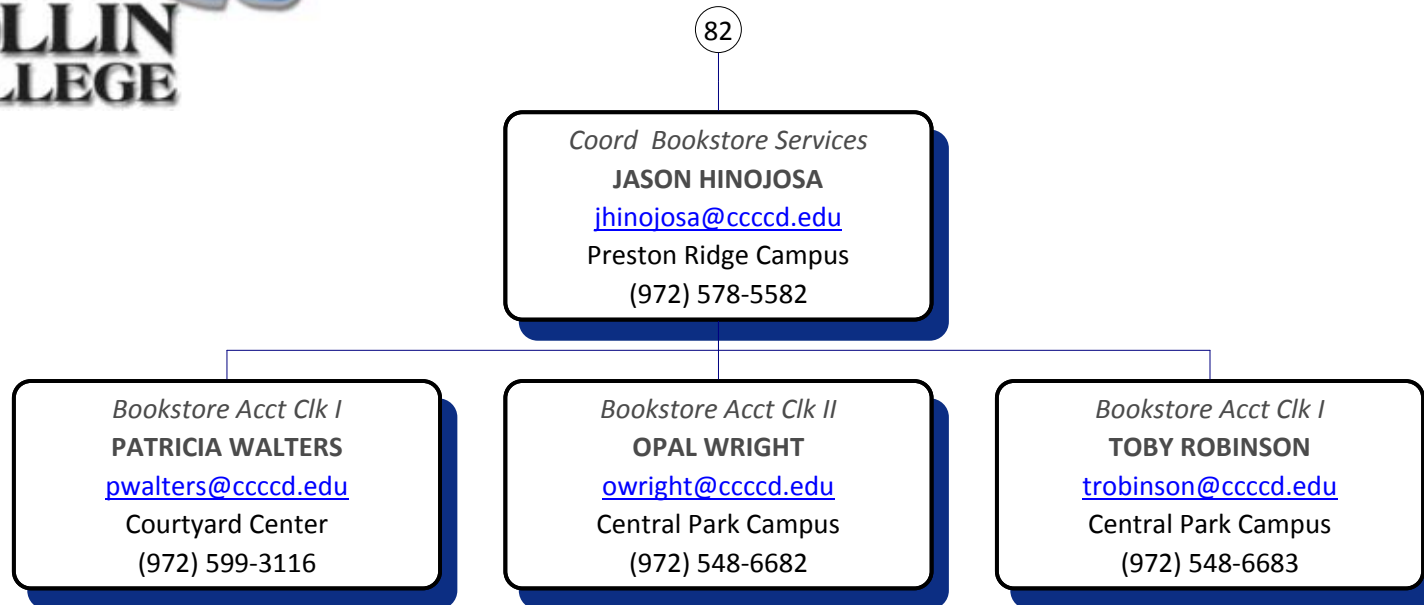 LLIN
LLEGE
82
Coord  Bookstore Services
JASON HINOJOSA
jhinojosa@ccccd.edu
Preston Ridge Campus
(972) 578-5582
Bookstore Acct Clk I
PATRICIA WALTERS
pwalters@ccccd.edu
Courtyard Center
(972) 599-3116
Bookstore Acct Clk II
OPAL WRIGHT
owright@ccccd.edu
Central Park Campus
(972) 548-6682
Bookstore Acct Clk I
TOBY ROBINSON
trobinson@ccccd.edu
Central Park Campus
(972) 548-6683